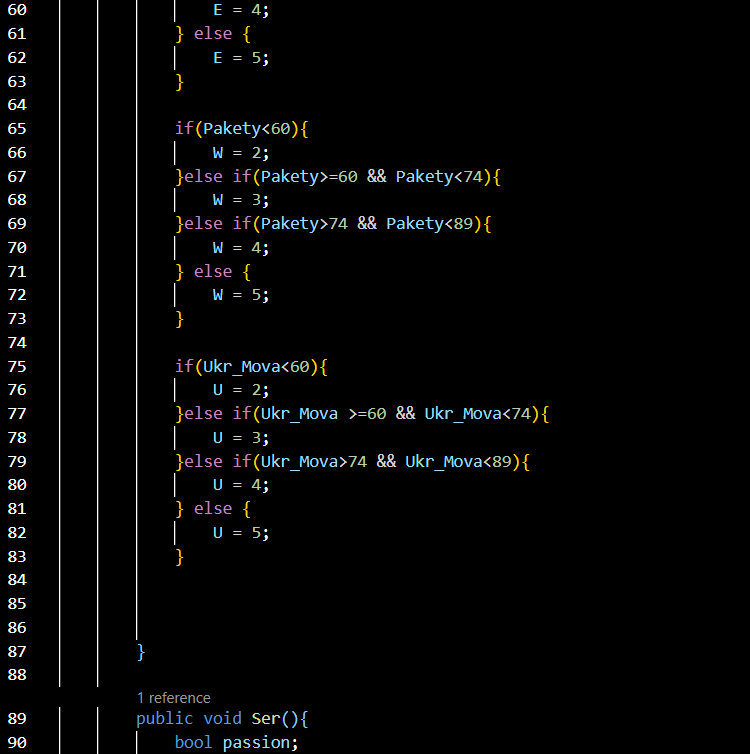 60 E = 4;
61 } else {
62 E = 5;
63 }
64
65 if(Pakety<60){
66 W = 2;
67 }else if(Pakety>=60 && Pakety<74){
68 W = 3;
69 }else if(Pakety>74 && Pakety<89){
70 W = 4;
71 } else {
72 W = 5;
73 }
74
75 if(Ukr_Mova<60){
76 U = 2;
77 }else if(Ukr_Mova >=60 && Ukr_Mova<74){
78 U = 3;
79 }else if(Ukr_Mova>74 && Ukr_Mova<89){
80 U = 4;
81 } else {
82 U = 5;
83 }
84
85
86
87 }
88
1 reference
89 public void Ser(){
90 bool passion;